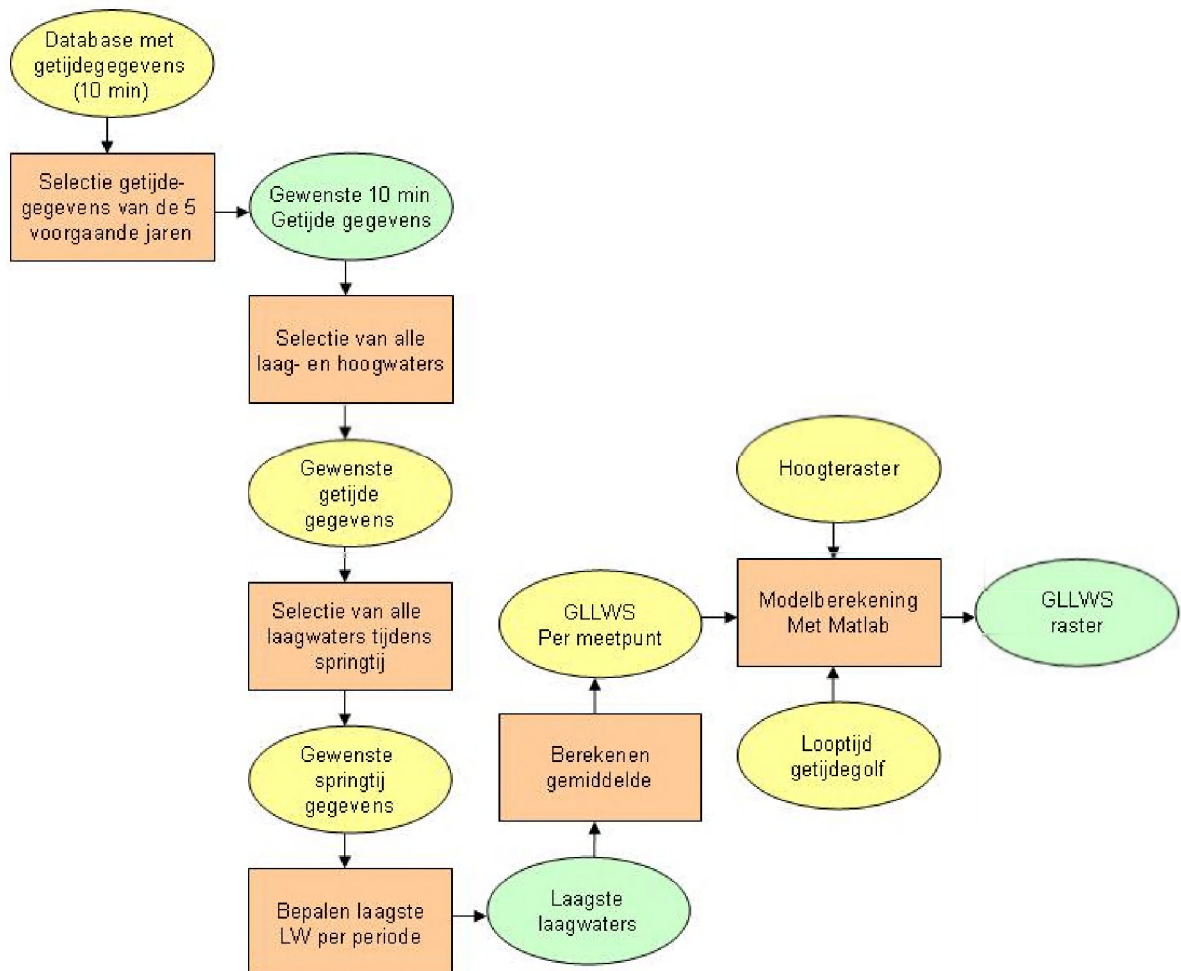 Database met
getijdegegevens
(10 min)
Selectie getijde-
gegevens van de 5
voorgaande jaren
Gewenste 10 min
Getijde gegevens
Selectie van alle
laag- en hoogwaters
Gewenste
getijde
gegevens
Selectie van alle
laagwaters tijdens
springtij
Gewenste
springtij
gegevens
Bepalen laagste
LW per periode
Laagste
laagwaters
Berekenen
gemiddelde
GLLWS
Per meetpunt
Hoogteraster
Modelberekening
Met Matlab
Looptijd
getijdegolf
GLLWS
raster